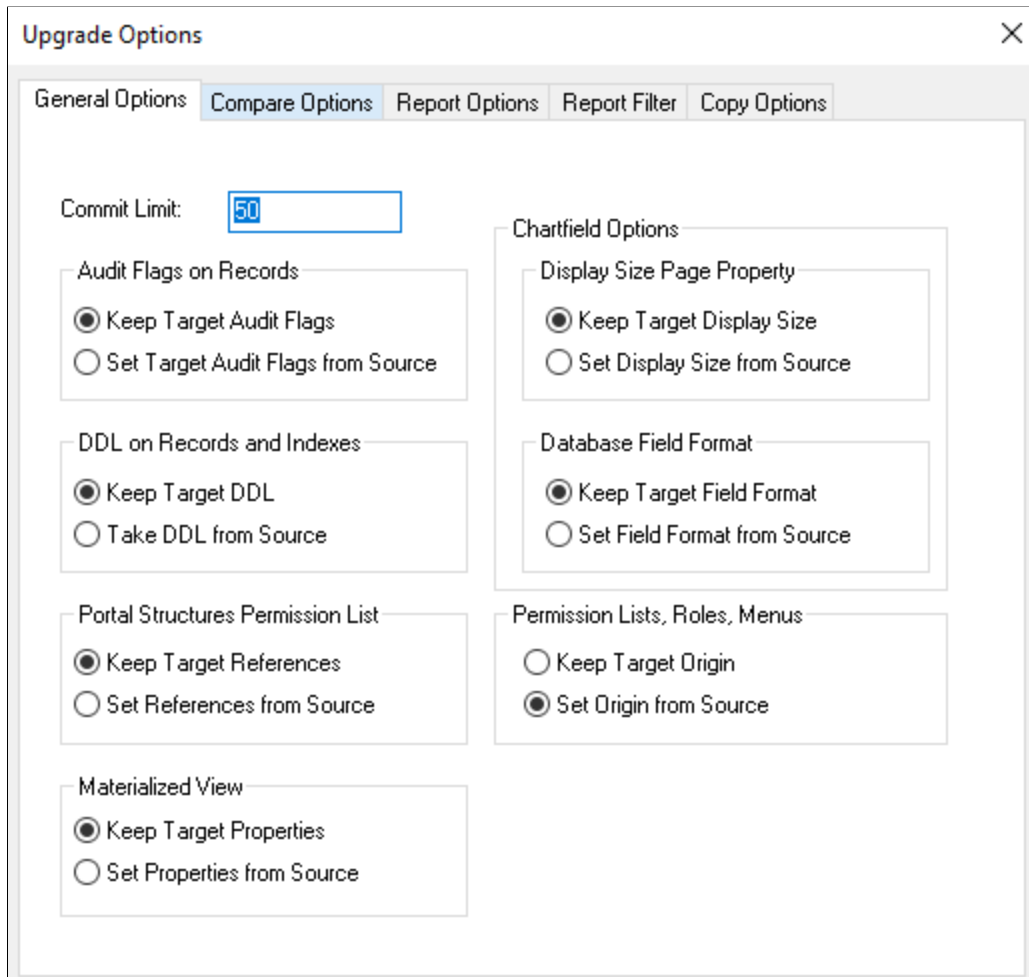 Upgrade Options
General Options Compare Options Report Options Report Filter Copy Options
Commit Limit: 50
Audit Flags on Records
Keep Target Audit Flags
Set Target Audit Flags from Source
DDL on Records and Indexes
Keep Target DDL
Take DDL from Source
Portal Structures Permission List
Keep Target References
Set References from Source
Materialized View
Keep Target Properties
Set Properties from Source
Chartfield Options
Display Size Page Property
Keep Target Display Size
Set Display Size from Source
Database Field Format
Keep Target Field Format
Set Field Format from Source
Permission Lists, Roles, Menus
Keep Target Origin
Set Origin from Source